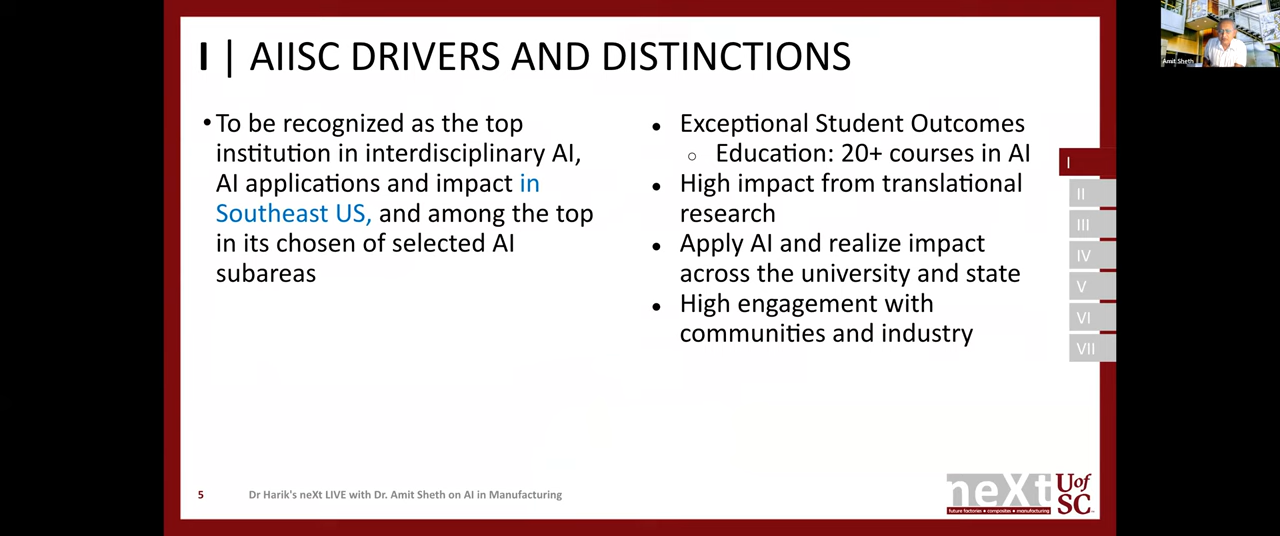 I | AIISC DRIVERS AND DISTINCTIONS
•To be recognized as the top
institution in interdisciplinary AI,
AI applications and impact in
Southeast US, and among the top
in its chosen of selected AI
subareas
● Exceptional Student Outcomes
○ Education: 20+ courses in AI
● High impact from translational
research
● Apply AI and realize impact
across the university and state
● High engagement with
communities and industry
I
II
III
IV
V
VI
VII
5
Dr Harik's neXt LIVE with Dr. Amit Sheth on AI in Manufacturing
neXt
future factories • composites • manufacturing
UofSC
Amit Sheth